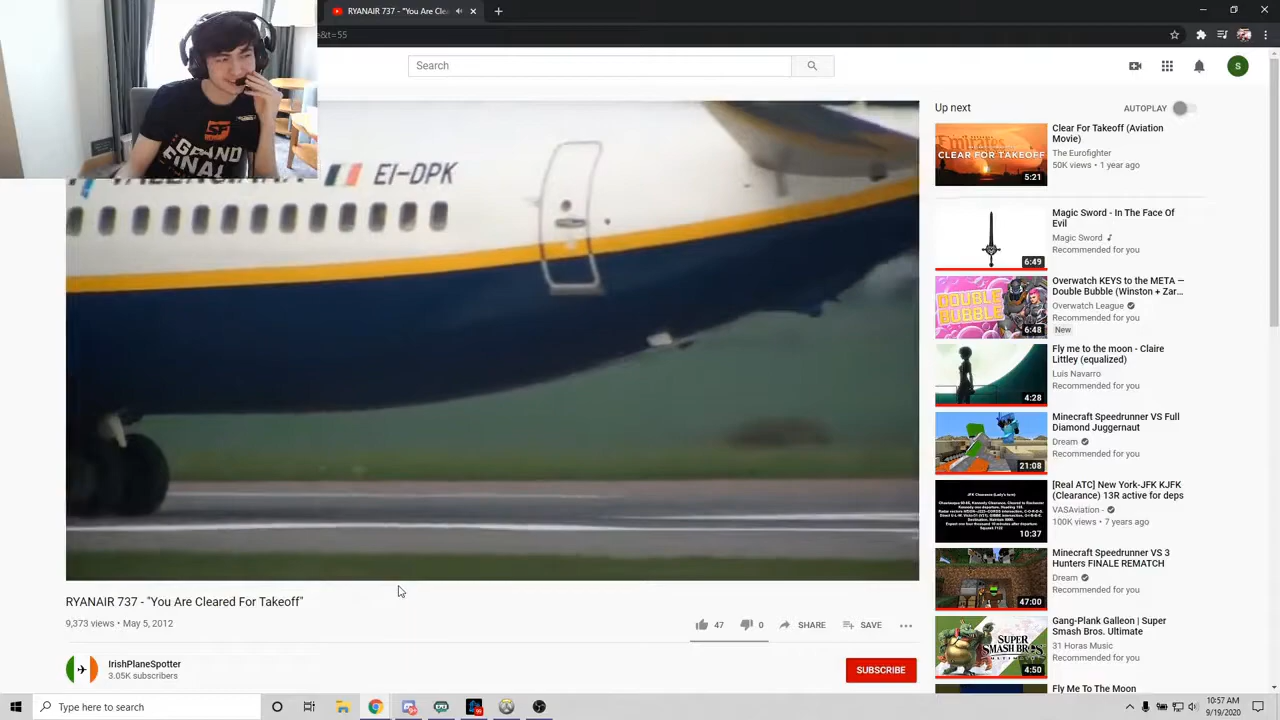 RYANAIR 737 - "You Are Cle
e&t=55
Search
SF
GRAND
FINAL
EI-DPK
Up next
AUTOPLAY
Emirates
CLEAR FOR TAKEOFF
5:21
Clear For Takeoff (Aviation
Movie)
The Eurofighter
50K views • 1 year ago
6:49
Magic Sword - In The Face Of
Evil
Magic Sword
Recommended for you
DOUBLE
BUBBLE
6:48
Overwatch KEYS to the META —
Double Bubble (Winston + Zar...
Overwatch League
Recommended for you
New
4:28
Fly me to the moon - Claire
Littley (equalized)
Luis Navarro
Recommended for you
21:08
Minecraft Speedrunner VS Full
Diamond Juggernaut
Dream
Recommended for you
10:37
[Real ATC] New York-JFK KJFK
(Clearance) 13R active for deps
VASAviation -
100K views • 7 years ago
47:00
Minecraft Speedrunner VS 3
Hunters FINALE REMATCH
Dream
Recommended for you
SUPER
SMASH BROS.
ULTIMATE
4:50
Gang-Plank Galleon | Super
Smash Bros. Ultimate
31 Horas Music
Recommended for you
Fly Me To The Moon
RYANAIR 737 - "You Are Cleared For Takeoff"
9,373 views • May 5, 2012
47
0
SHARE
SAVE
IrishPlaneSpotter
3.05K subscribers
SUBSCRIBE
S
Type here to search
10:57 AM
9/19/2020